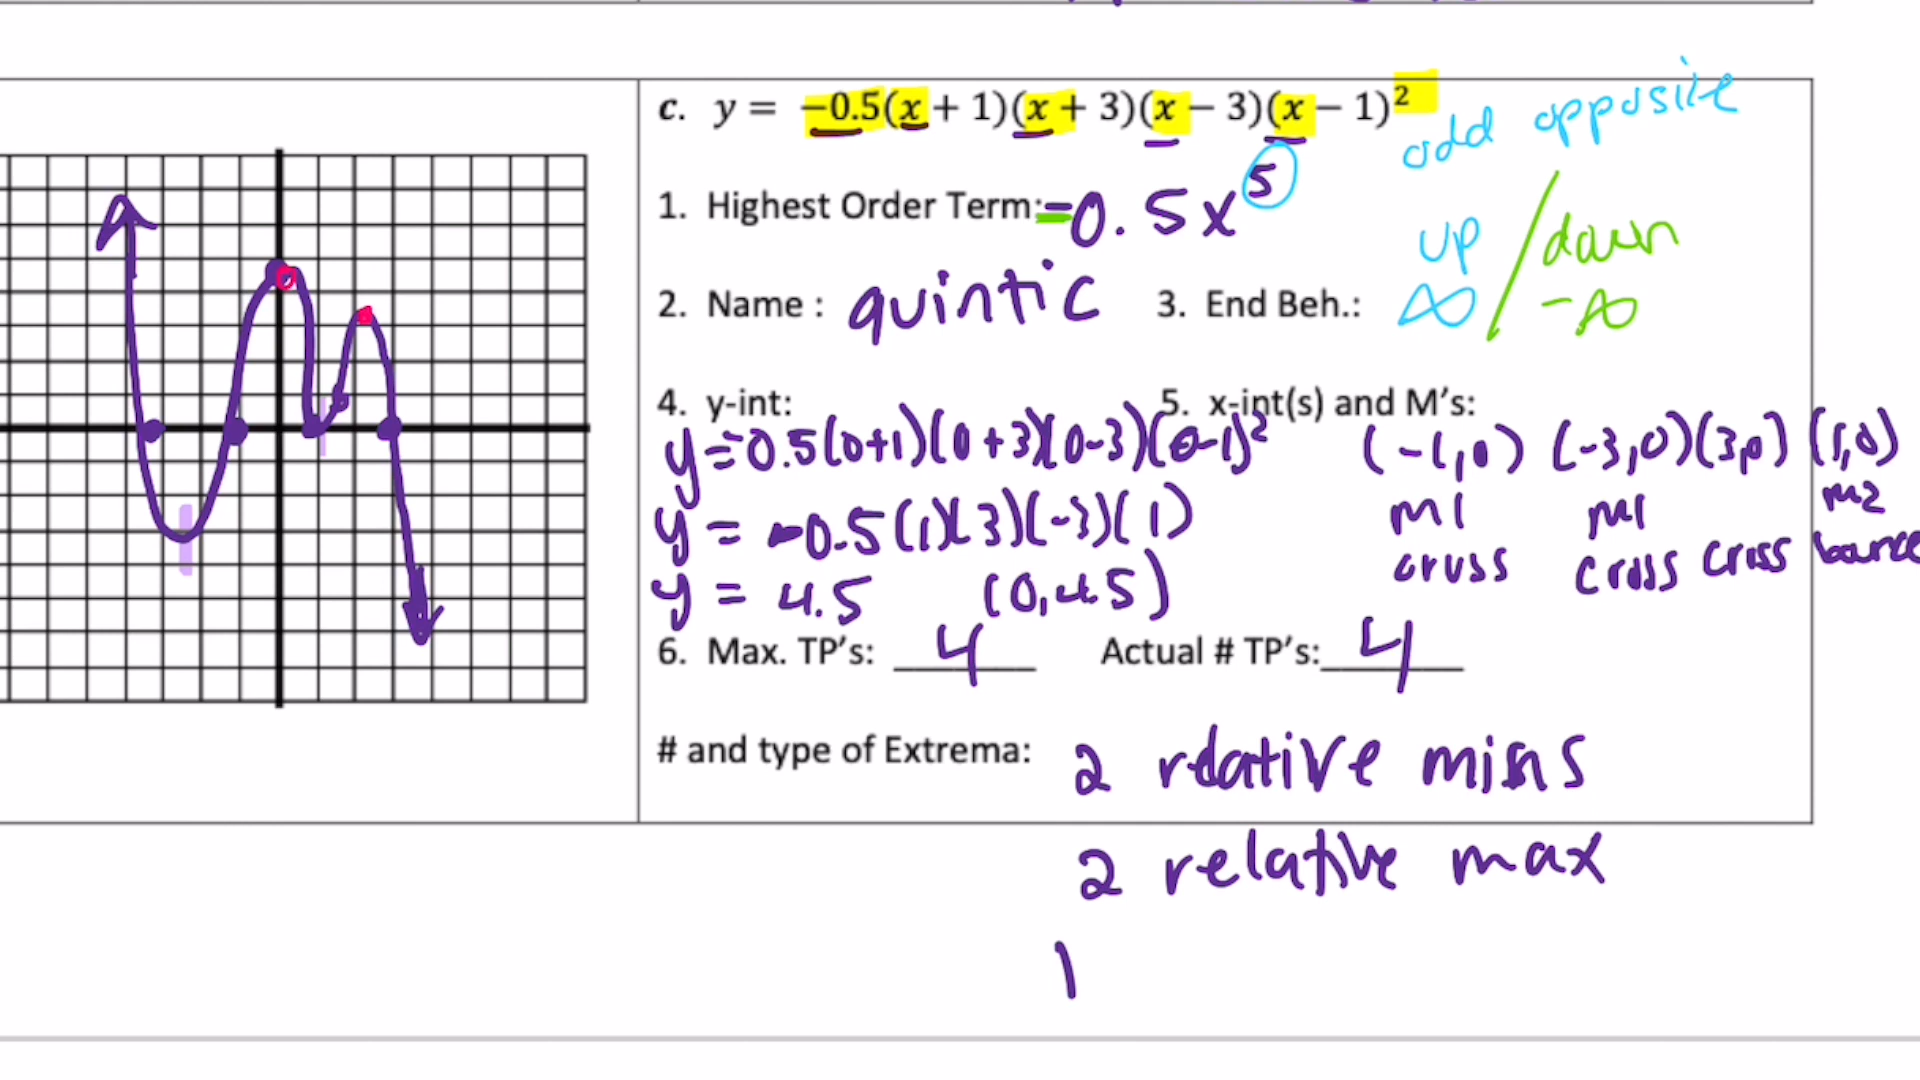 c. y = −0.5(x + 1)(x + 3)(x − 3)(x − 1)²
odd opposite
1. Highest Order Term: -0.5x⁵
up / down
2. Name : quintic 3. End Beh.: ∞ / -∞
4. y-int: 5. x-int(s) and M's:
y = -0.5(0+1)(0+3)(0-3)(0-1)² (-1,0) (-3,0) (3,0) (1,0)
y = -0.5(1)(3)(-3)(1) M1 M1 M2
cross cross cross bounce
y = 4.5 (0,4.5)
6. Max. TP's: 4 Actual # TP's: 4
# and type of Extrema: 2 relative mins
2 relative max
1